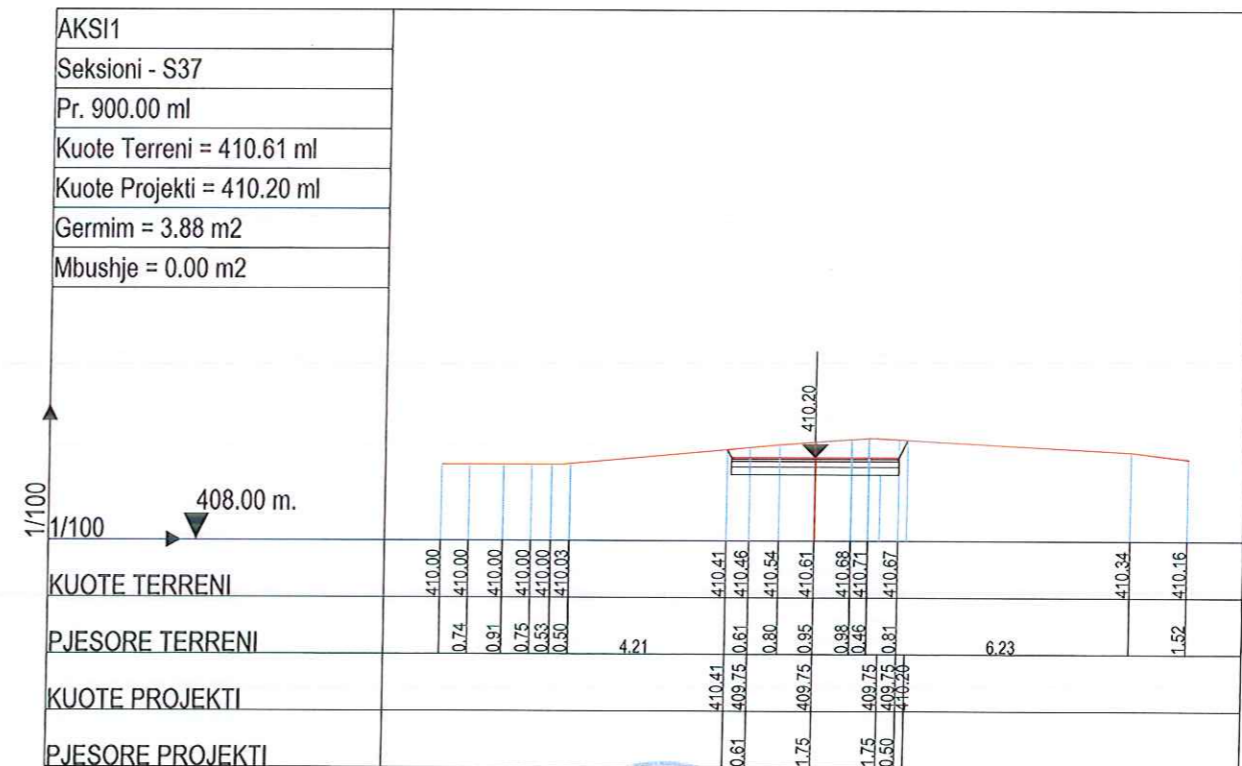 AKSI1
Seksioni - S37
Pr. 900.00 ml
Kuote Terreni = 410.61 ml
Kuote Projekti = 410.20 ml
Germim = 3.88 m2
Mbushje = 0.00 m2
410.20
1/100
1/100
408.00 m.
KUOTE TERRENI 410.00 410.00 410.00 410.00 410.00 410.03 410.41 410.46 410.54 410.61 410.68 410.71 410.67 410.34 410.16
PJESORE TERRENI 0.74 0.91 0.75 0.53 0.50 4.21 0.61 0.80 0.95 0.98 0.46 0.81 6.23 1.52
KUOTE PROJEKTI 410.41 409.75 409.75 409.75 409.75 410.20
PJESORE PROJEKTI 0.61 1.75 1.75 0.50